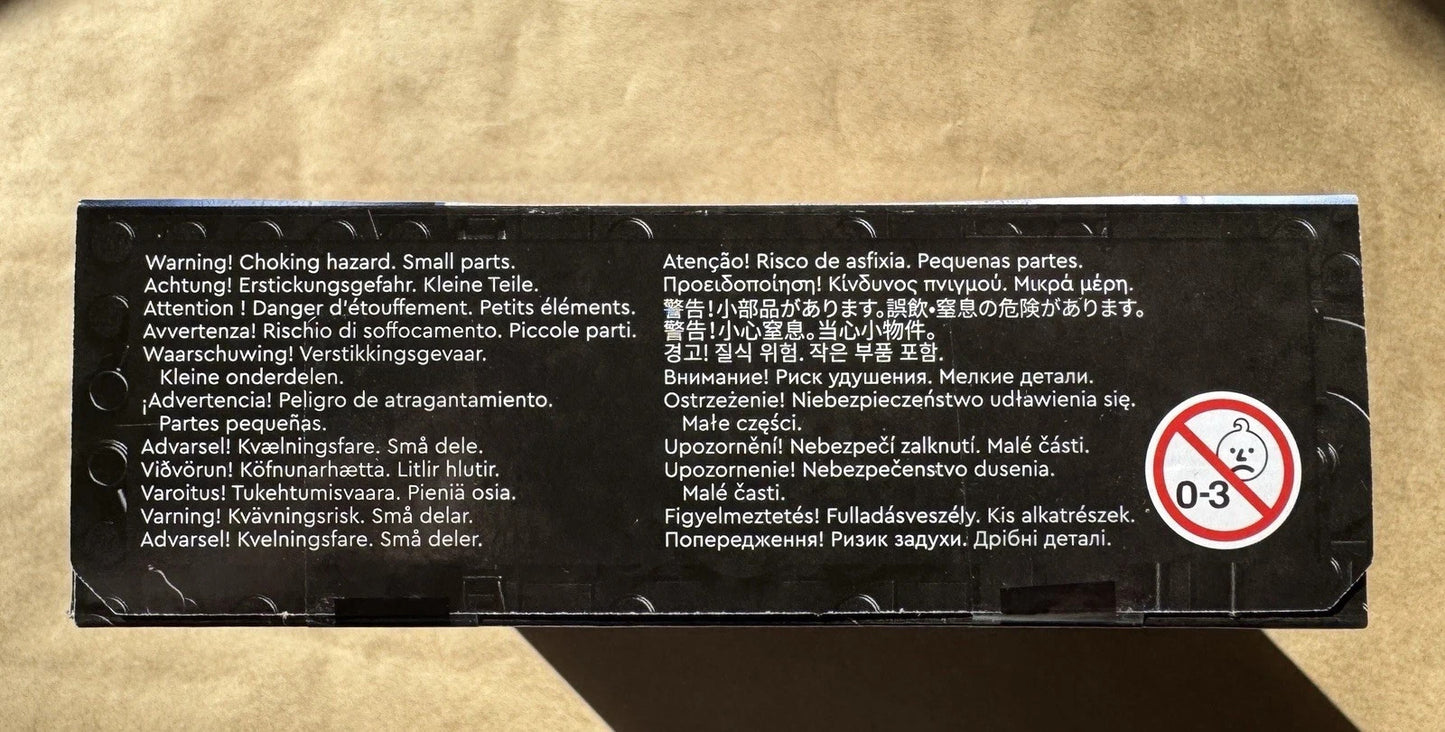 Warning! Choking hazard. Small parts.
Achtung! Erstickungsgefahr. Kleine Teile.
Attention ! Danger d'étouffement. Petits éléments.
Avvertenza! Rischio di soffocamento. Piccole parti.
Waarschuwing! Verstikkingsgevaar.
Kleine onderdelen.
¡Advertencia! Peligro de atragantamiento.
Partes pequeñas.
Advarsel! Kvælningsfare. Små dele.
Viðvörun! Köfnunarhætta. Litlir hlutir.
Varoitus! Tukehtumisvaara. Pieniä osia.
Varning! Kvävningsrisk. Små delar.
Advarsel! Kvelningsfare. Små deler.
Atenção! Risco de asfixia. Pequenas partes.
Προειδοποίηση! Κίνδυνος πνιγμού. Μικρά μέρη.
警告!小部品があります。誤飲・窒息の危険があります。
警告!小心窒息。当心小物件。
경고! 질식 위험. 작은 부품 포함.
Внимание! Риск удушения. Мелкие детали.
Ostrzeżenie! Niebezpieczeństwo udławienia się.
Małe części.
Upozornění! Nebezpečí zalknutí. Malé části.
Upozornenie! Nebezpečenstvo dusenia.
Malé časti.
Figyelmeztetés! Fulladásveszély. Kis alkatrészek.
Попередження! Ризик задухи. Дрібні деталі.
0-3